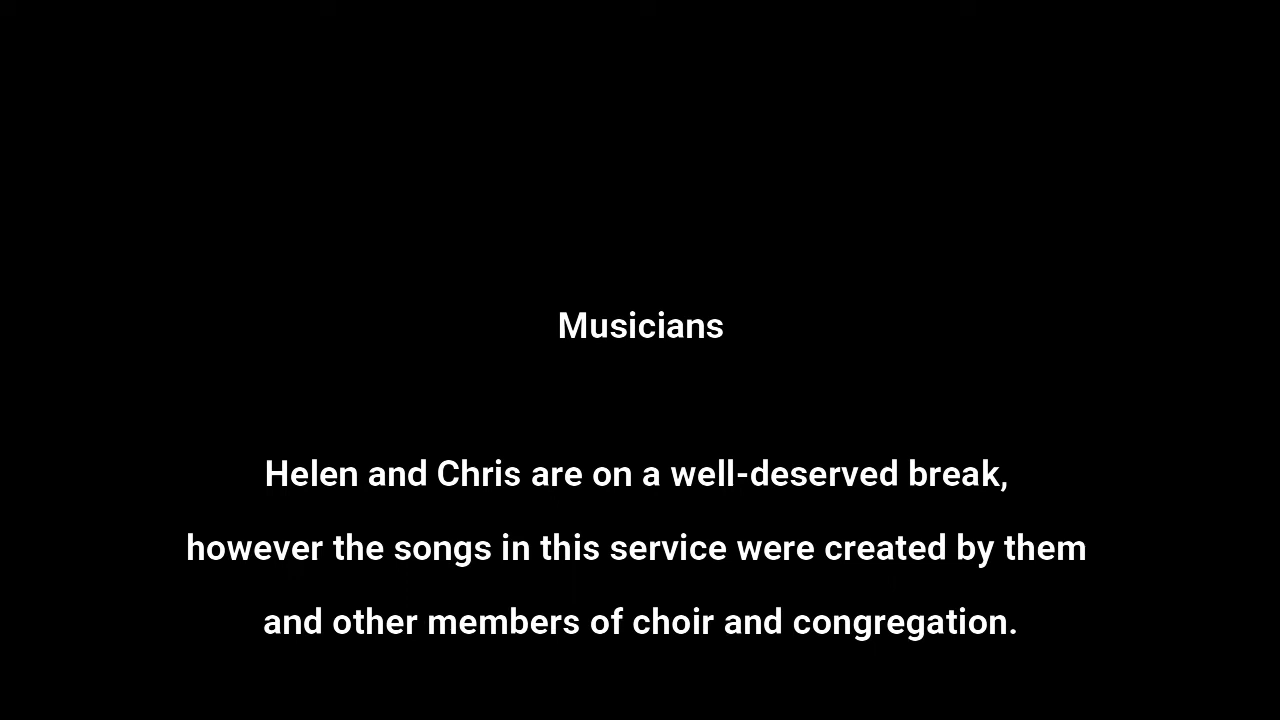 Musicians
Helen and Chris are on a well-deserved break,
however the songs in this service were created by them
and other members of choir and congregation.